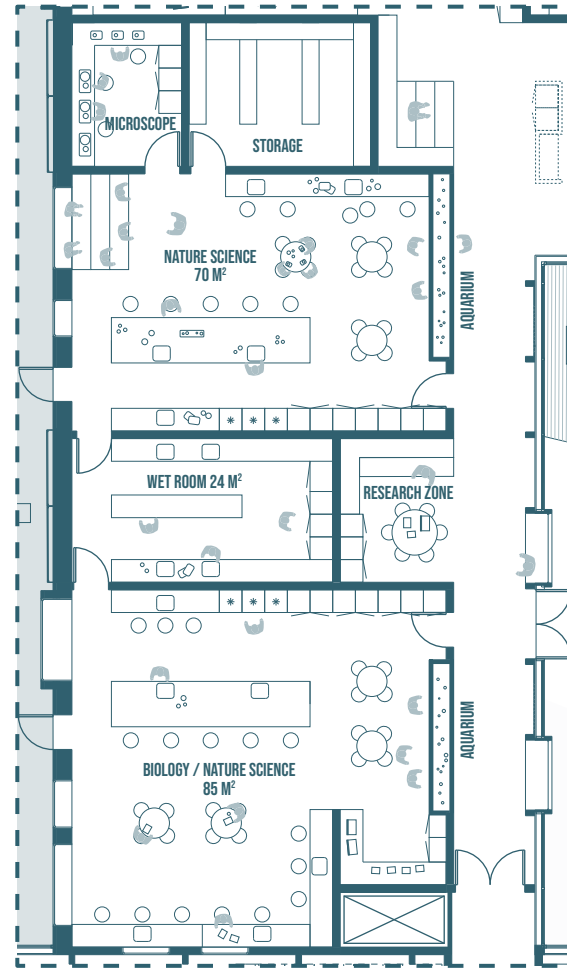 MICROSCOPE
STORAGE
NATURE SCIENCE
70 M²
AQUARIUM
WET ROOM 24 M²
RESEARCH ZONE
AQUARIUM
BIOLOGY / NATURE SCIENCE
85 M²